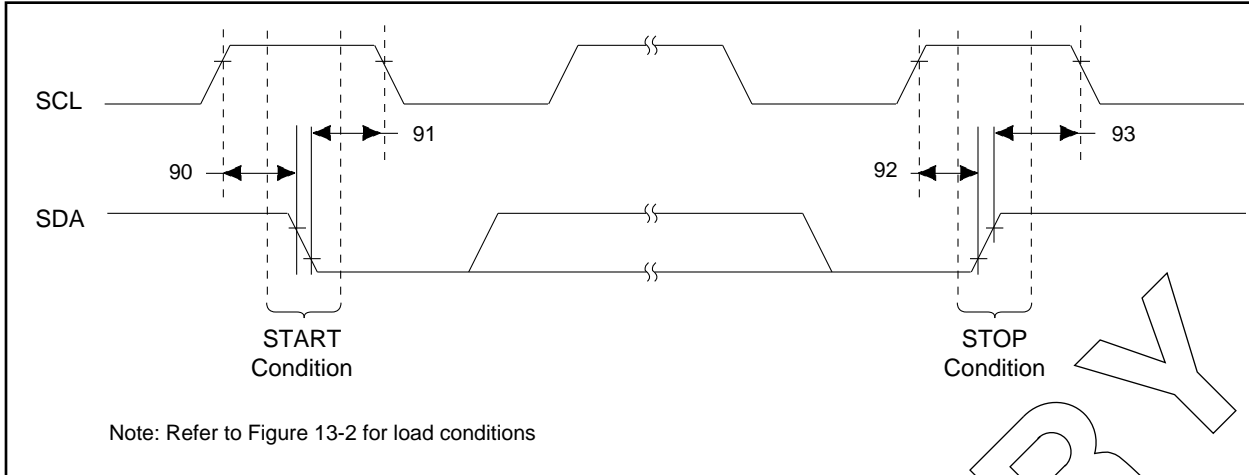 SCL
91
93
90
92
SDA
START
Condition
STOP
Condition
Note: Refer to Figure 13-2 for load conditions
R Y